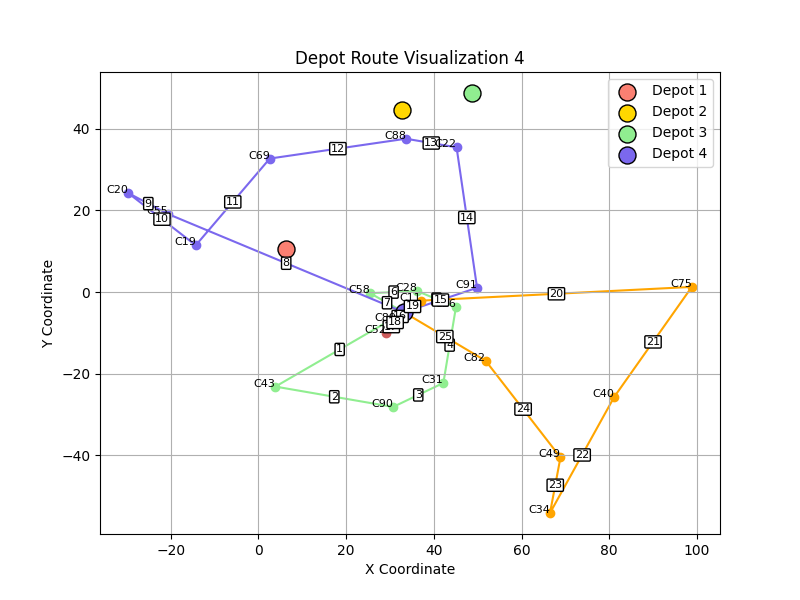 Depot Route Visualization 4
Depot 1
Depot 2
Depot 3
Depot 4
C88
13
C22
12
C69
C20
9
10
11
14
C19
8
C91
C75
C58
6
C28
20
7
C11
15
19
16
18
C52
25
4
1
21
C82
C43
C31
2
3
C40
C90
24
C49
22
23
C34
40
20
0
−20
−40
−20
0
20
40
60
80
100
X Coordinate
Y Coordinate